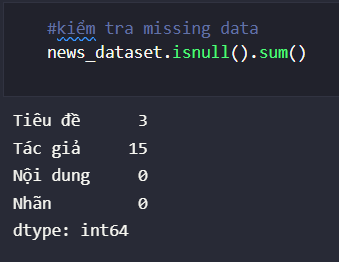 #kiểm tra missing data
news_dataset.isnull().sum()
Tiêu đề 3
Tác giả 15
Nội dung 0
Nhãn 0
dtype: int64